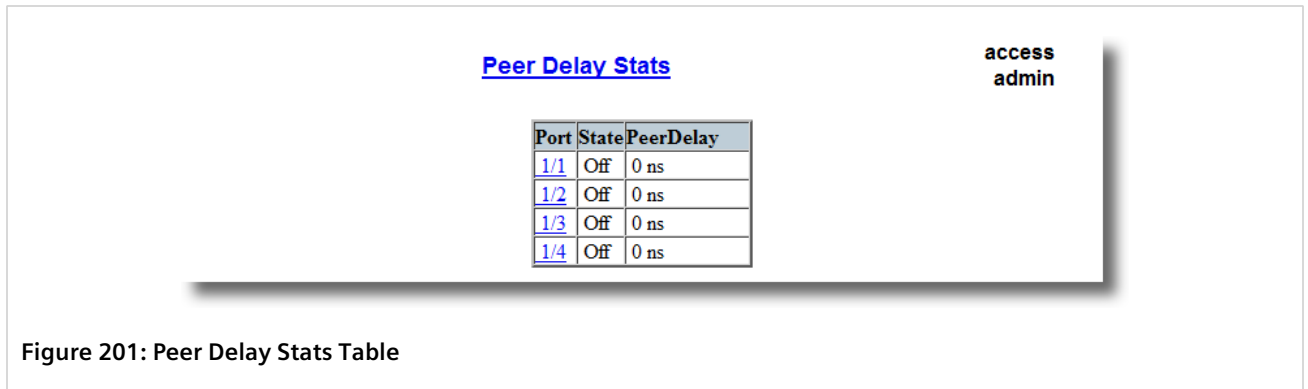 Peer Delay Stats
access
admin
Port State PeerDelay
1/1 Off 0 ns
1/2 Off 0 ns
1/3 Off 0 ns
1/4 Off 0 ns
Figure 201: Peer Delay Stats Table